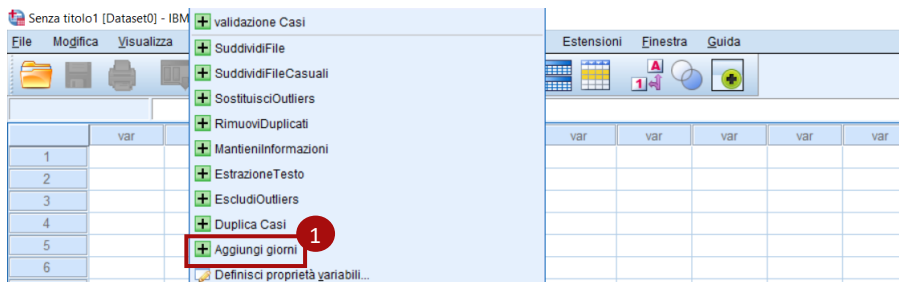 Senza titolo1 [Dataset0] - IBM
File Modifica Visualizza Estensioni Finestra Guida
validazione Casi
SuddividiFile
SuddividiFileCasuali
SostituisciOutliers
RimuoviDuplicati
MantieniInformazioni
EstrazioneTesto
EscludiOutliers
Duplica Casi
Aggiungi giorni
Definisci proprietà variabili...
1
A
1
var var var var var var
1
2
3
4
5
6